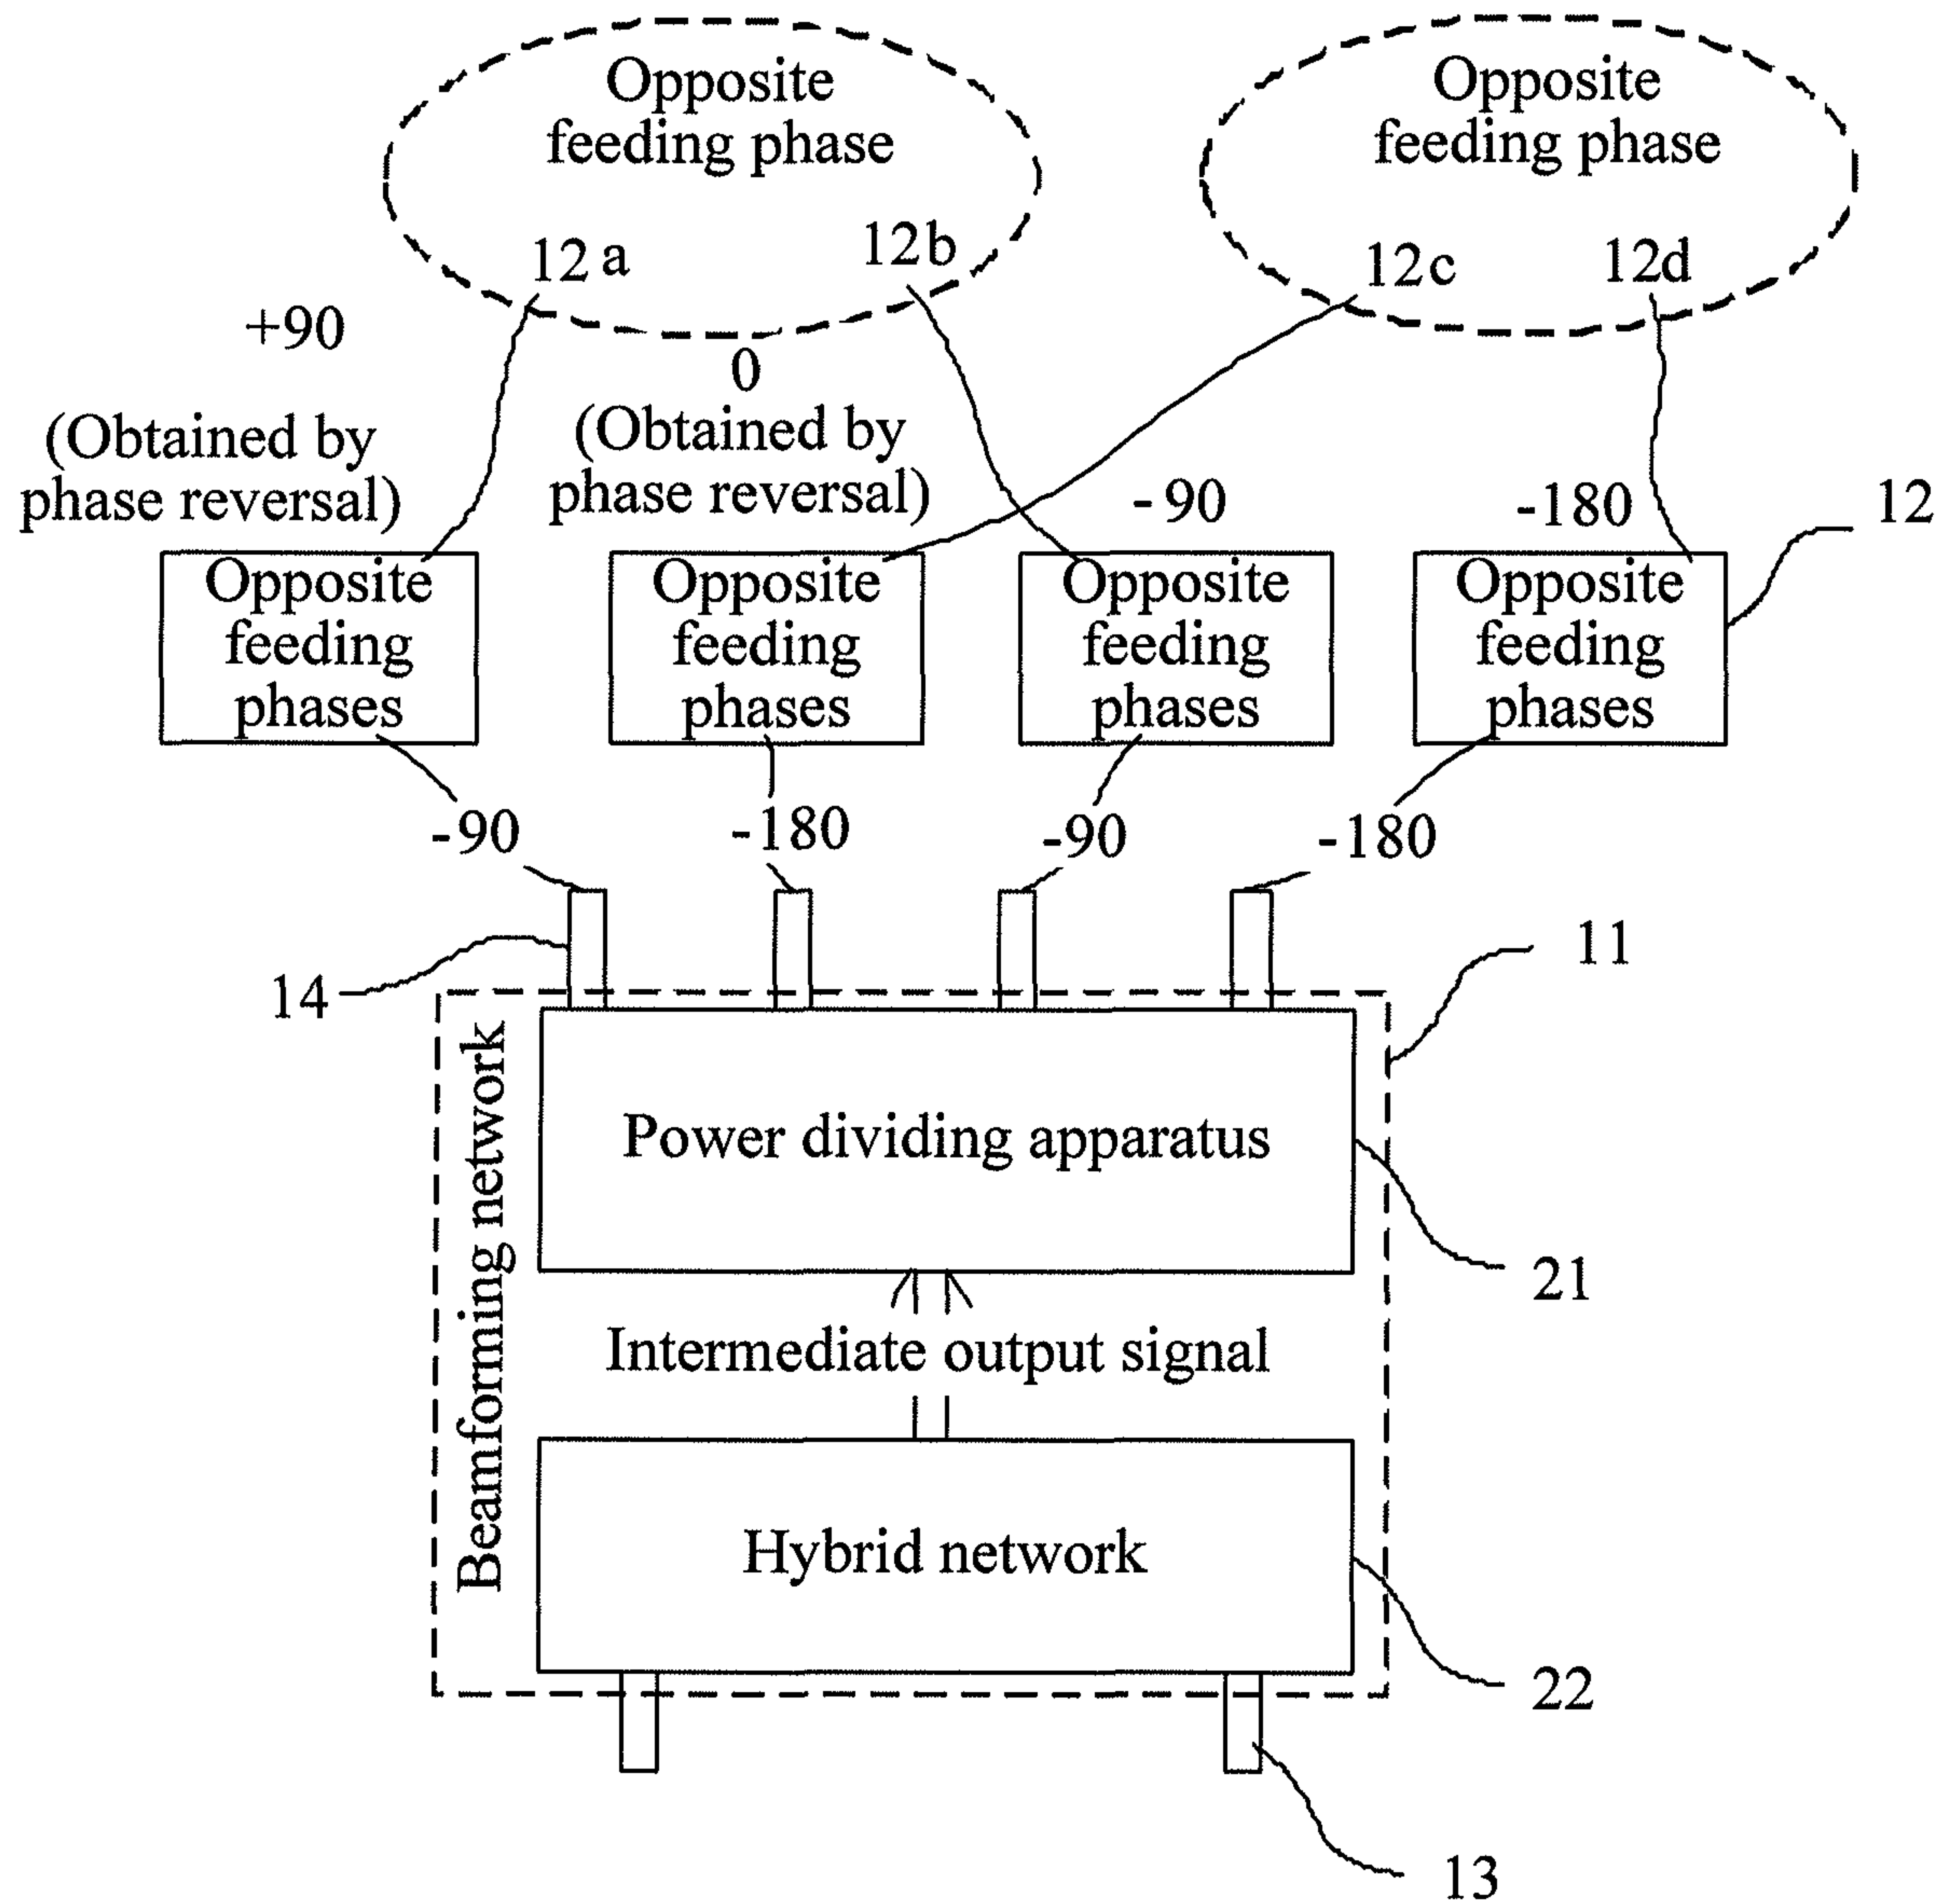 Opposite
feeding phase
Opposite
feeding phase
12a
12b
12c
12d
+90
(Obtained by
phase reversal)
0
(Obtained by
phase reversal)
-90
-180
12
Opposite
feeding
phases
Opposite
feeding
phases
Opposite
feeding
phases
Opposite
feeding
phases
-90
-180
-90
-180
14
11
Beamforming network
Power dividing apparatus
21
Intermediate output signal
Hybrid network
22
13